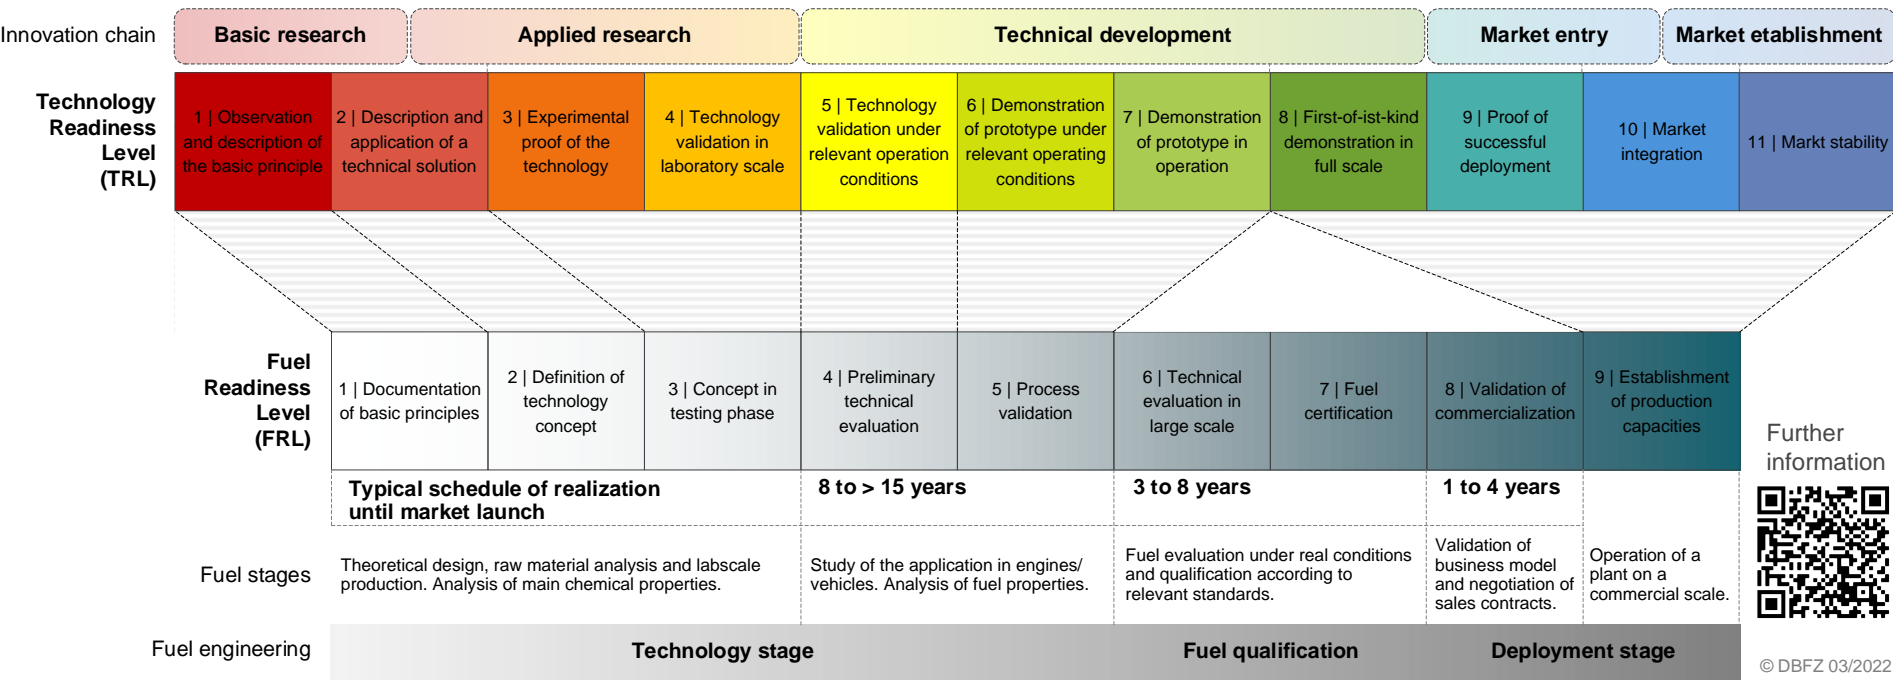 Innovation chain
Basic research
Applied research
Technical development
Market entry
Market etablishment
Technology
Readiness
Level
(TRL)
1 | Observation
and description of
the basic principle
2 | Description and
application of a
technical solution
3 | Experimental
proof of the
technology
4 | Technology
validation in
laboratory scale
5 | Technology
validation under
relevant operation
conditions
6 | Demonstration
of prototype under
relevant operating
conditions
7 | Demonstration
of prototype in
operation
8 | First-of-ist-kind
demonstration in
full scale
9 | Proof of
successful
deployment
10 | Market
integration
11 | Markt stability
Fuel
Readiness
Level
(FRL)
1 | Documentation
of basic principles
2 | Definition of
technology
concept
3 | Concept in
testing phase
4 | Preliminary
technical
evaluation
5 | Process
validation
6 | Technical
evaluation in
large scale
7 | Fuel
certification
8 | Validation of
commercialization
9 | Establishment
of production
capacities
Typical schedule of realization
until market launch
8 to > 15 years
3 to 8 years
1 to 4 years
Fuel stages
Theoretical design, raw material analysis and labscale
production. Analysis of main chemical properties.
Study of the application in engines/
vehicles. Analysis of fuel properties.
Fuel evaluation under real conditions
and qualification according to
relevant standards.
Validation of
business model
and negotiation of
sales contracts.
Operation of a
plant on a
commercial scale.
Fuel engineering
Technology stage
Fuel qualification
Deployment stage
Further
information
© DBFZ 03/2022